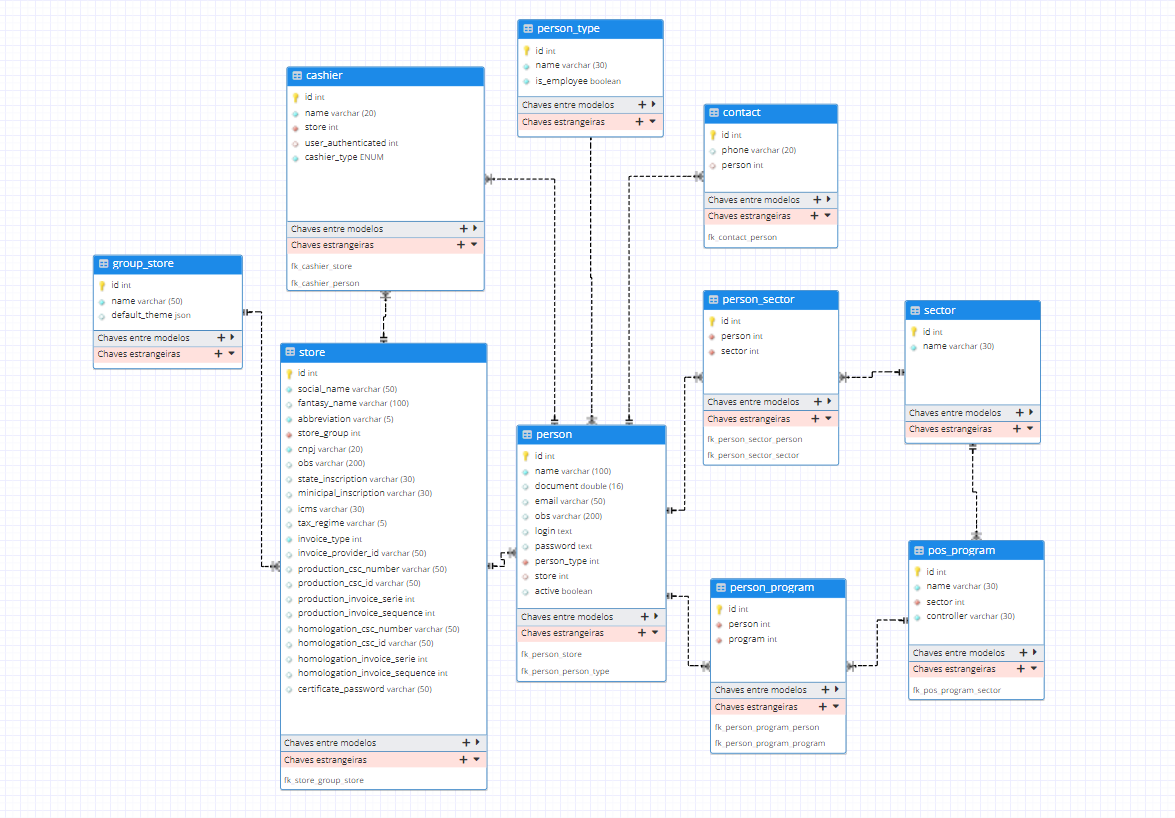 person_type
id int
name varchar (30)
is_employee boolean
Chaves entre modelos
Chaves estrangeiras
cashier
id int
name varchar (20)
store int
user_authenticated int
cashier_type ENUM
Chaves entre modelos
Chaves estrangeiras
fk_cashier_store
fk_cashier_person
contact
id int
phone varchar (20)
person int
Chaves entre modelos
Chaves estrangeiras
fk_contact_person
group_store
id int
name varchar (50)
default_theme json
Chaves entre modelos
Chaves estrangeiras
person_sector
id int
person int
sector int
Chaves entre modelos
Chaves estrangeiras
fk_person_sector_person
fk_person_sector_sector
sector
id int
name varchar (30)
Chaves entre modelos
Chaves estrangeiras
store
id int
social_name varchar (50)
fantasy_name varchar (100)
abbreviation varchar (5)
store_group int
cnpj varchar (20)
obs varchar (200)
state_inscription varchar (30)
minicipal_inscription varchar (30)
icms varchar (30)
tax_regime varchar (5)
invoice_type int
invoice_provider_id varchar (50)
production_csc_number varchar (50)
production_csc_id varchar (50)
production_invoice_serie int
production_invoice_sequence int
homologation_csc_number varchar (50)
homologation_csc_id varchar (50)
homologation_invoice_serie int
homologation_invoice_sequence int
certificate_password varchar (50)
Chaves entre modelos
Chaves estrangeiras
fk_store_group_store
person
id int
name varchar (100)
document double (16)
email varchar (50)
obs varchar (200)
login text
password text
person_type int
store int
active boolean
Chaves entre modelos
Chaves estrangeiras
fk_person_store
fk_person_person_type
person_program
id int
person int
program int
Chaves entre modelos
Chaves estrangeiras
fk_person_program_person
fk_person_program_program
pos_program
id int
name varchar (30)
sector int
controller varchar (30)
Chaves entre modelos
Chaves estrangeiras
fk_pos_program_sector